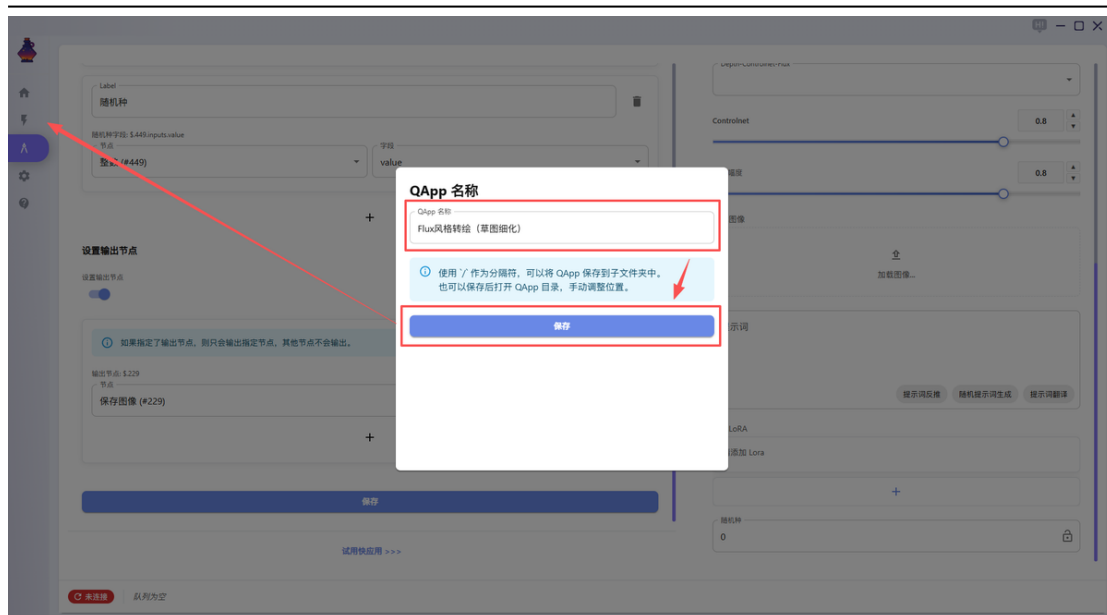 Label
随机种
随机种字段: $.449.inputs.value
节点
整数 (#449)
字段
value
设置输出节点
设置输出节点
如果指定了输出节点，则只会输出指定节点，其他节点不会输出。
输出节点: $.229
节点
保存图像 (#229)
保存
试用快应用 >>>
未连接
队列为空
QApp 名称
QApp 名称
Flux风格转绘（草图细化）
使用 `/` 作为分隔符，可以将 QApp 保存到子文件夹中。
也可以保存后打开 QApp 目录，手动调整位置。
保存
Depth-Controlnet-Flux
Controlnet
0.8
幅度
0.8
图像
加载图像...
示词
提示词反推
随机提示词生成
提示词翻译
LoRA
添加 Lora
随机种
0